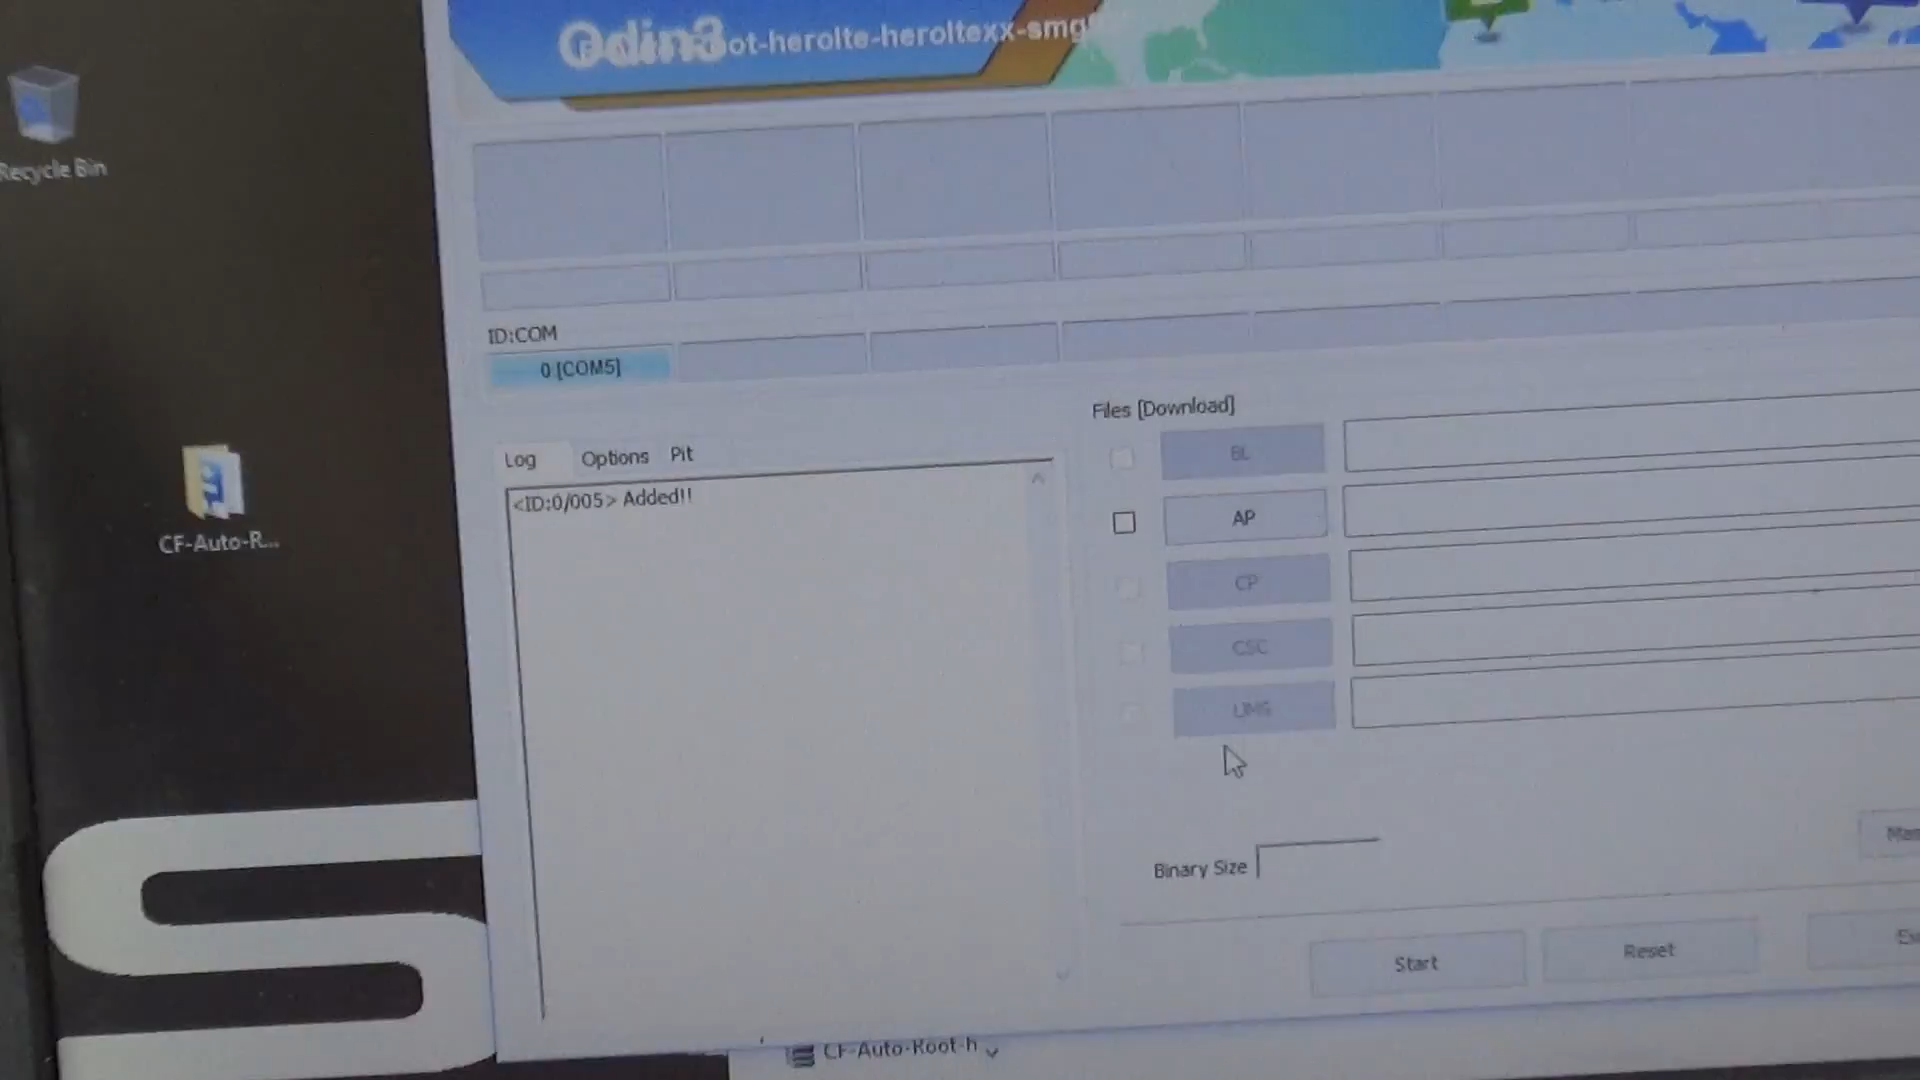 Odin3
ot-herolte-heroltexx-smg
Recycle Bin
ID:COM
0 [COM5]
Files [Download]
BL
Log
Options
Pit
<ID:0/005> Added!!
AP
CF-Auto-R...
CP
CSC
UMS
Binary Size
Start
Reset
CF-Auto-Root-h